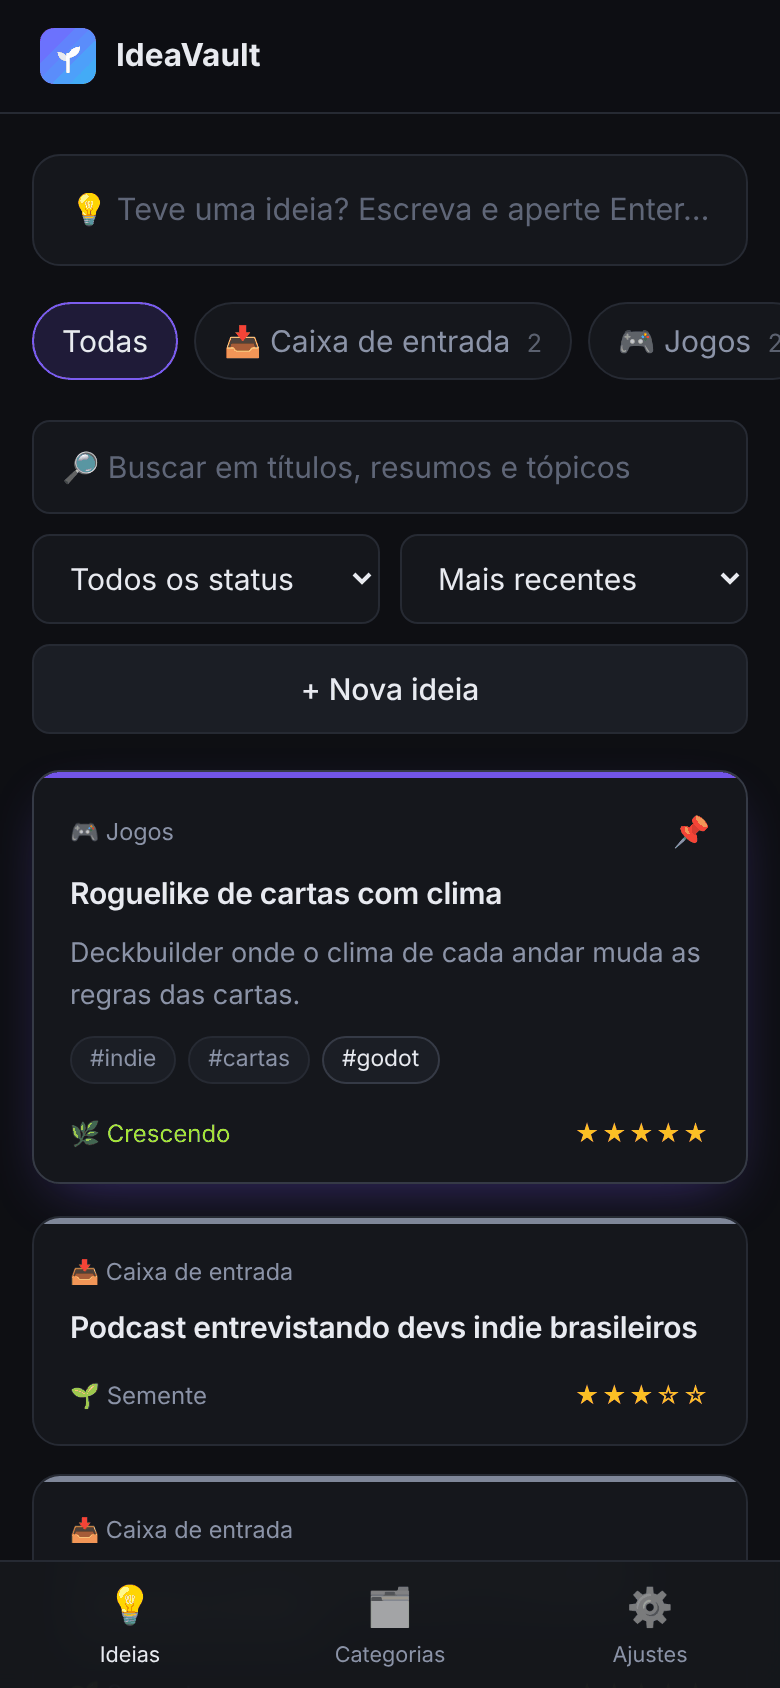 IdeaVault
💡 Teve uma ideia? Escreva e aperte Enter...
Todas
📥 Caixa de entrada 2
🎮 Jogos 2
🔎 Buscar em títulos, resumos e tópicos
Todos os status
Mais recentes
+ Nova ideia
🎮 Jogos 📌
Roguelike de cartas com clima
Deckbuilder onde o clima de cada andar muda as
regras das cartas.
#indie #cartas #godot
🌿 Crescendo ★★★★★
📥 Caixa de entrada
Podcast entrevistando devs indie brasileiros
🌱 Semente ★★★☆☆
📥 Caixa de entrada
Ideias
Categorias
Ajustes